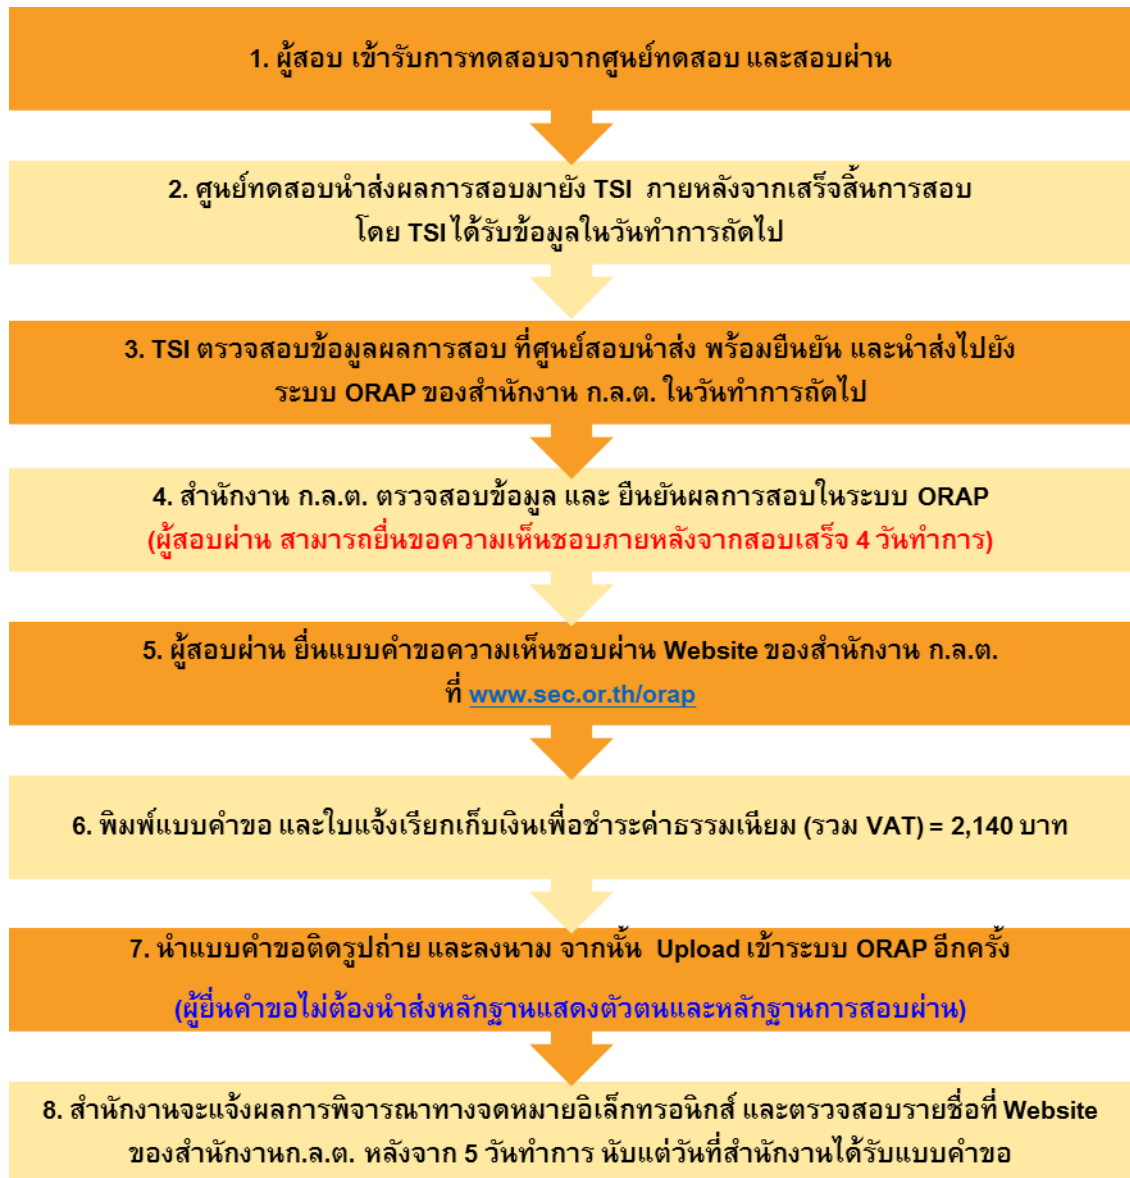 1. ผู้สอบ เข้ารับการทดสอบจากศูนย์ทดสอบ และสอบผ่าน
2. ศูนย์ทดสอบนำส่งผลการสอบมายัง TSI ภายหลังจากเสร็จสิ้นการสอบ
โดย TSI ได้รับข้อมูลในวันทำการถัดไป
3. TSI ตรวจสอบข้อมูลผลการสอบ ที่ศูนย์สอบนำส่ง พร้อมยืนยัน และนำส่งไปยัง
ระบบ ORAP ของสำนักงาน ก.ล.ต. ในวันทำการถัดไป
4. สำนักงาน ก.ล.ต. ตรวจสอบข้อมูล และ ยืนยันผลการสอบในระบบ ORAP
(ผู้สอบผ่าน สามารถยื่นขอความเห็นชอบภายหลังจากสอบเสร็จ 4 วันทำการ)
5. ผู้สอบผ่าน ยื่นแบบคำขอความเห็นชอบผ่าน Website ของสำนักงาน ก.ล.ต.
ที่ www.sec.or.th/orap
6. พิมพ์แบบคำขอ และใบแจ้งเรียกเก็บเงินเพื่อชำระค่าธรรมเนียม (รวม VAT) = 2,140 บาท
7. นำแบบคำขอติดรูปถ่าย และลงนาม จากนั้น Upload เข้าระบบ ORAP อีกครั้ง
(ผู้ยื่นคำขอไม่ต้องนำส่งหลักฐานแสดงตัวตนและหลักฐานการสอบผ่าน)
8. สำนักงานจะแจ้งผลการพิจารณาทางจดหมายอิเล็กทรอนิกส์ และตรวจสอบรายชื่อที่ Website
ของสำนักงานก.ล.ต. หลังจาก 5 วันทำการ นับแต่วันที่สำนักงานได้รับแบบคำขอ